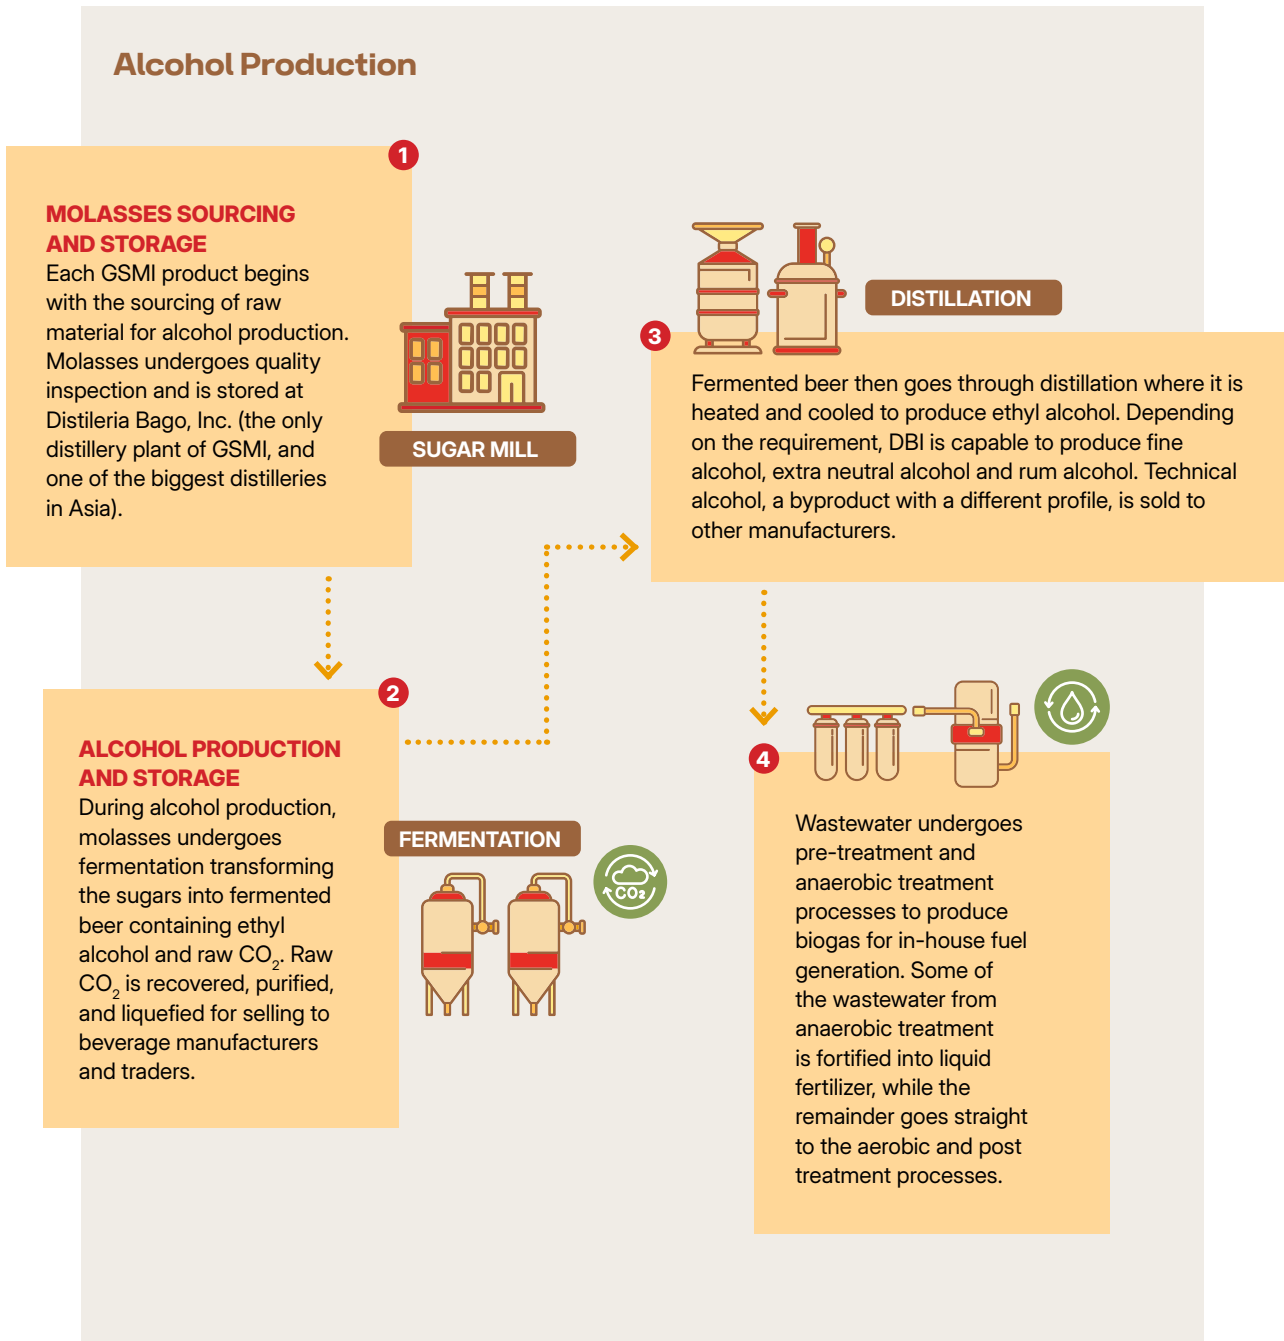 Alcohol Production
1
MOLASSES SOURCING
AND STORAGE
Each GSMI product begins
with the sourcing of raw
material for alcohol production.
Molasses undergoes quality
inspection and is stored at
Distileria Bago, Inc. (the only
distillery plant of GSMI, and
one of the biggest distilleries
in Asia).
SUGAR MILL
2
ALCOHOL PRODUCTION
AND STORAGE
During alcohol production,
molasses undergoes
fermentation transforming
the sugars into fermented
beer containing ethyl
alcohol and raw CO₂. Raw
CO₂ is recovered, purified,
and liquefied for selling to
beverage manufacturers
and traders.
FERMENTATION
CO₂
DISTILLATION
3
Fermented beer then goes through distillation where it is
heated and cooled to produce ethyl alcohol. Depending
on the requirement, DBI is capable to produce fine
alcohol, extra neutral alcohol and rum alcohol. Technical
alcohol, a byproduct with a different profile, is sold to
other manufacturers.
4
Wastewater undergoes
pre-treatment and
anaerobic treatment
processes to produce
biogas for in-house fuel
generation. Some of
the wastewater from
anaerobic treatment
is fortified into liquid
fertilizer, while the
remainder goes straight
to the aerobic and post
treatment processes.